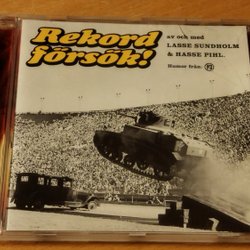 Rekord
försök!
av och med
LASSE SUNDHOLM
& HASSE PIHL.
Humor från